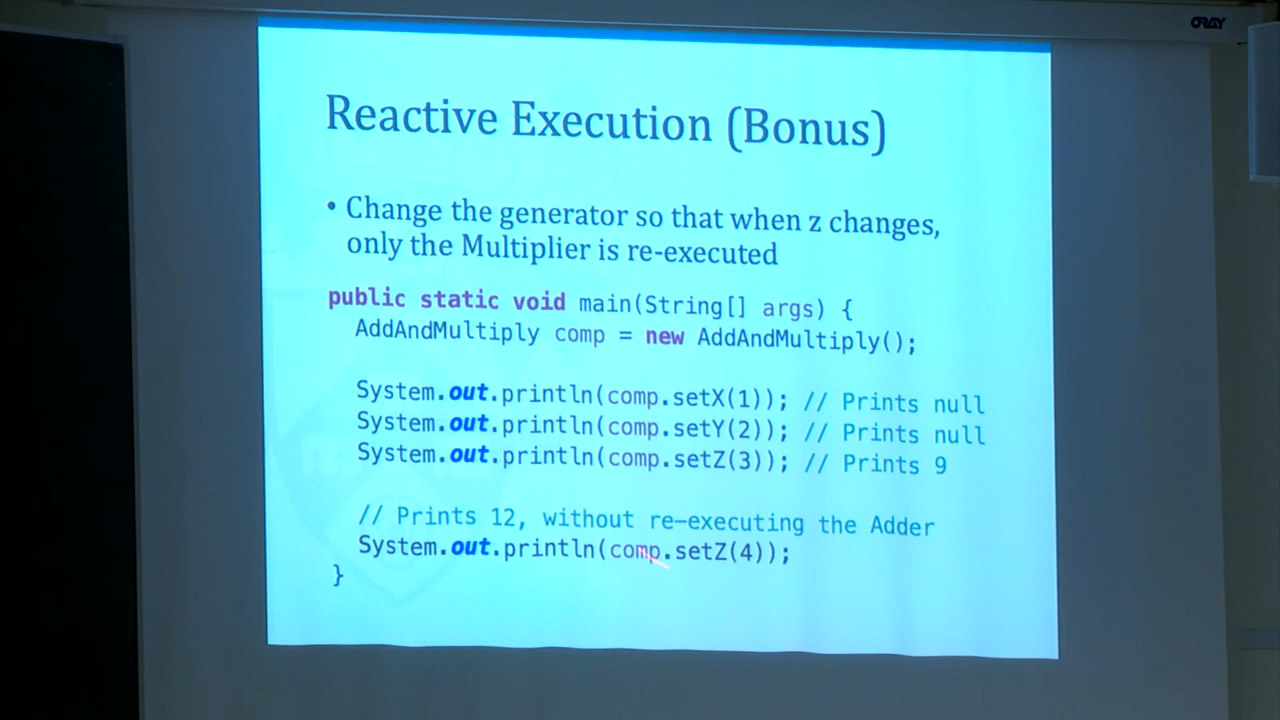 ORAY
Reactive Execution (Bonus)
• Change the generator so that when z changes,
only the Multiplier is re-executed
public static void main(String[] args) {
AddAndMultiply comp = new AddAndMultiply();
System.out.println(comp.setX(1)); // Prints null
System.out.println(comp.setY(2)); // Prints null
System.out.println(comp.setZ(3)); // Prints 9
// Prints 12, without re-executing the Adder
System.out.println(comp.setZ(4));
}